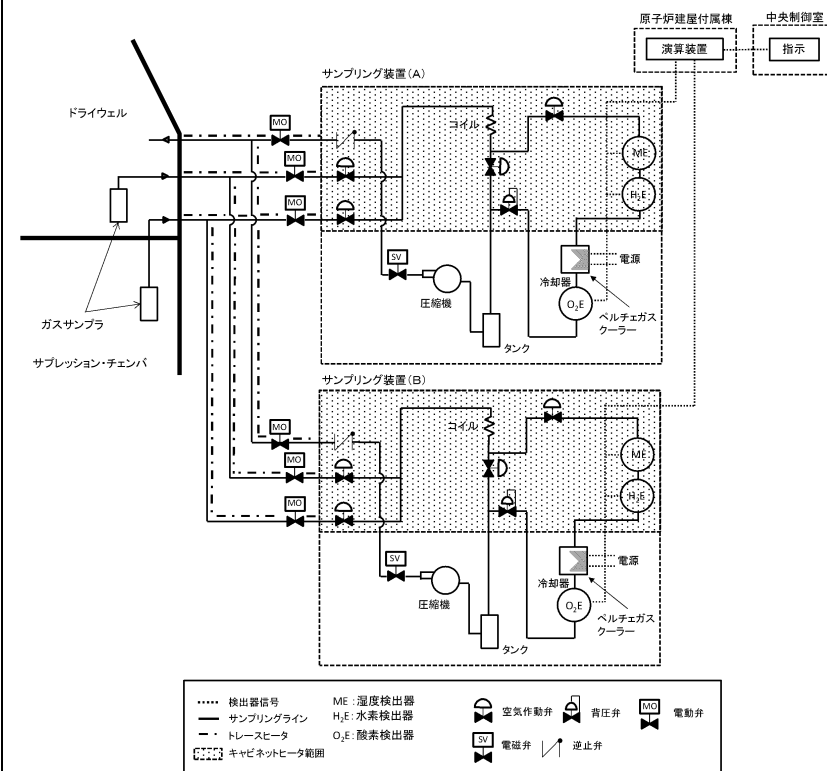 原子炉建屋付属棟
中央制御室
演算装置
指示
サンプリング装置(A)
ドライウェル
MO
コイル
MO
ME
MO
H₂E
SV
電源
圧縮機
冷却器
O₂E
ペルチェガス
クーラー
ガスサンプラ
タンク
サプレッション・チェンバ
サンプリング装置(B)
MO
コイル
MO
ME
MO
H₂E
SV
電源
圧縮機
冷却器
O₂E
ペルチェガス
クーラー
タンク
検出器信号
サンプリングライン
トレースヒータ
キャビネットヒータ範囲
ME:湿度検出器
H₂E:水素検出器
O₂E:酸素検出器
空気作動弁
背圧弁
MO
電動弁
SV
電磁弁
逆止弁